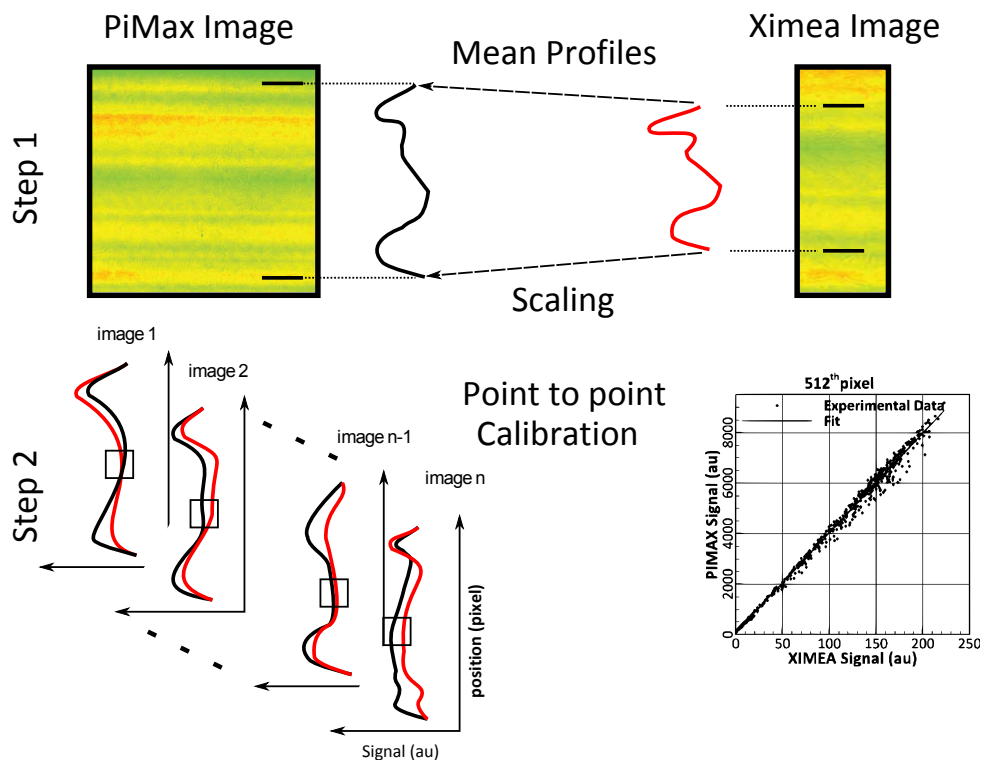 PiMax Image
Mean Profiles
Ximea Image
Step 1
Scaling
Step 2
image 1
image 2
image n-1
image n
Point to point
Calibration
position (pixel)
Signal (au)
512th pixel
Experimental Data
Fit
PIMAX Signal (au)
8000
6000
4000
2000
0
0 50 100 150 200 250
XIMEA Signal (au)